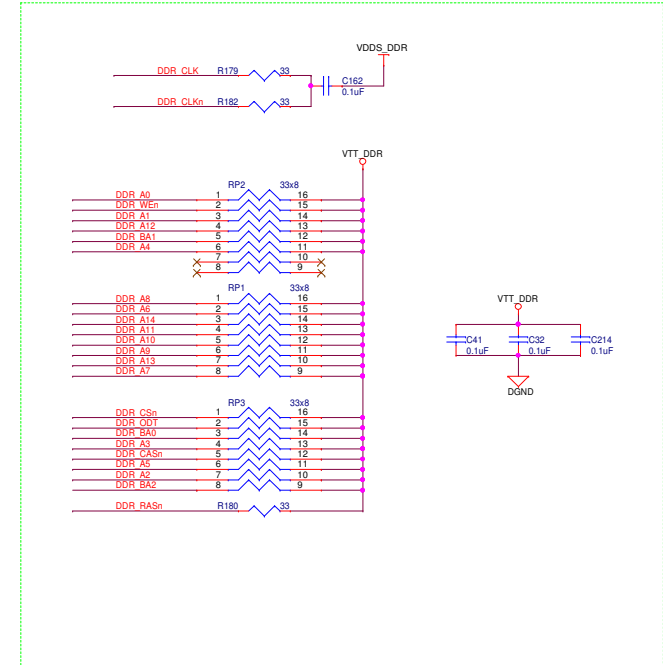 VDDS_DDR
DDR_CLK R179 33
C162
0.1uF
DDR_CLKn R182 33
VTT_DDR
RP2 33x8
DDR_A0 1 16
DDR_WEn 2 15
DDR_A1 3 14
DDR_A12 4 13
DDR_BA1 5 12
DDR_A4 6 11
7 10
8 9
RP1 33x8
DDR_A8 1 16
DDR_A6 2 15
DDR_A14 3 14
DDR_A11 4 13
DDR_A10 5 12
DDR_A9 6 11
DDR_A13 7 10
DDR_A7 8 9
VTT_DDR
C41 C32 C214
0.1uF 0.1uF 0.1uF
DGND
RP3 33x8
DDR_CSn 1 16
DDR_ODT 2 15
DDR_BA0 3 14
DDR_A3 4 13
DDR_CASn 5 12
DDR_A5 6 11
DDR_A2 7 10
DDR_BA2 8 9
DDR_RASn R180 33